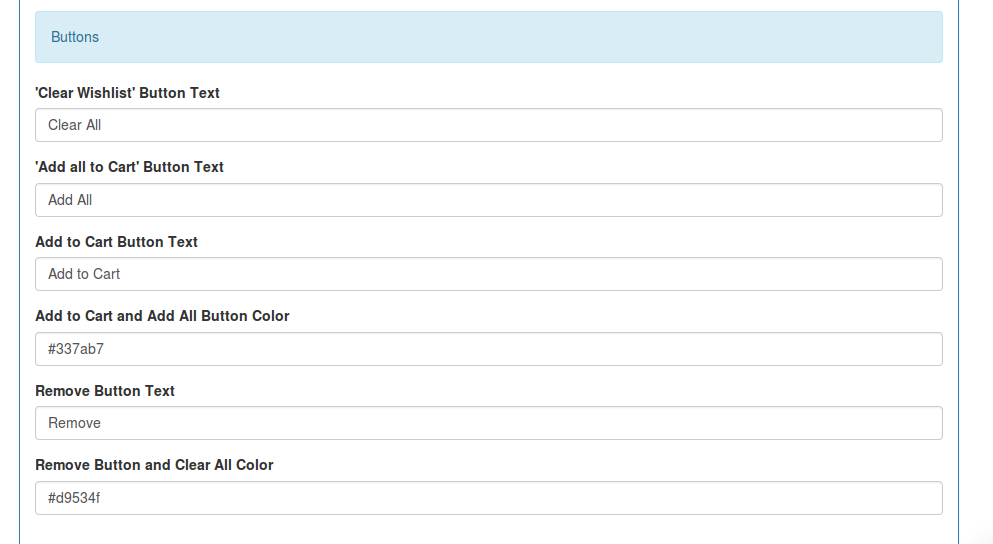 Buttons
'Clear Wishlist' Button Text
Clear All
'Add all to Cart' Button Text
Add All
Add to Cart Button Text
Add to Cart
Add to Cart and Add All Button Color
#337ab7
Remove Button Text
Remove
Remove Button and Clear All Color
#d9534f